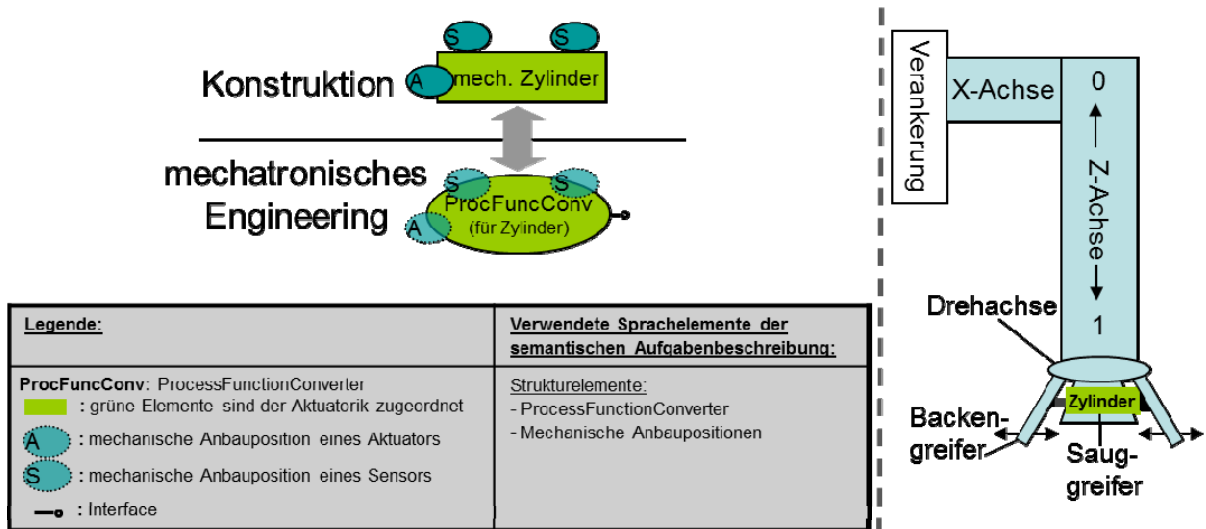 S
S
A
mech. Zylinder
Konstruktion
mechatronisches
Engineering
S
S
A
ProcFuncConv
(für Zylinder)
Legende:
ProcFuncConv: ProcessFunctionConverter
: grüne Elemente sind der Aktuatorik zugeordnet
A : mechanische Anbauposition eines Aktuators
S : mechanische Anbauposition eines Sensors
: Interface
Verwendete Sprachelemente der
semantischen Aufgabenbeschreibung:
Strukturelemente:
- ProcessFunctionConverter
- Mechanische Anbaupositionen
Verankerung
X-Achse
0
Z-Achse
1
Drehachse
Zylinder
Backen-
greifer
Saug-
greifer